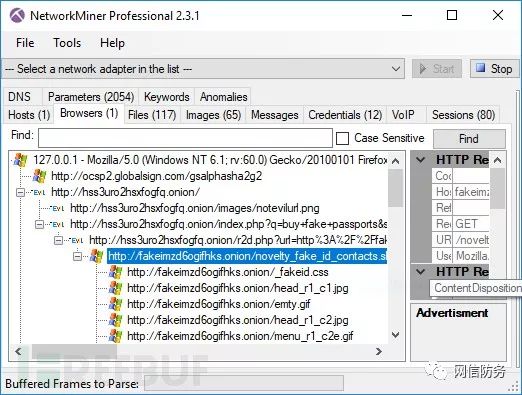 NetworkMiner Professional 2.3.1
File Tools Help
--- Select a network adapter in the list ---
Start
Stop
DNS Parameters (2054) Keywords Anomalies
Hosts (1) Browsers (1) Files (117) Images (65) Messages Credentials (12) VoIP Sessions (80)
Find:
Case Sensitive
Find
127.0.0.1 - Mozilla/5.0 (Windows NT 6.1; rv:60.0) Gecko/20100101 Firefox
http://ocsp2.globalsign.com/gsalphasha2g2
EVL http://hss3uro2hsxfogfq.onion/
EVL http://hss3uro2hsxfogfq.onion/images/notevilurl.png
EVL http://hss3uro2hsxfogfq.onion/index.php?q=buy+fake+passports&s
EVL http://hss3uro2hsxfogfq.onion/r2d.php?url=http%3A%2F%2Ffak
http://fakeimzd6ogifhks.onion/novelty_fake_id_contacts.s
http://fakeimzd6ogifhks.onion/_fakeid.css
http://fakeimzd6ogifhks.onion/head_r1_c1.jpg
http://fakeimzd6ogifhks.onion/emty.gif
http://fakeimzd6ogifhks.onion/head_r1_c2.jpg
http://fakeimzd6ogifhks.onion/menu_r1_c2e.gif
HTTP Re
Coo
Hos fakeim
Ref
Rec GET
URI /novelt
Use Mozilla.
HTTP Re
ContentDisposition
Advertisment
REEBUF
网信防务
Buffered Frames to Parse: